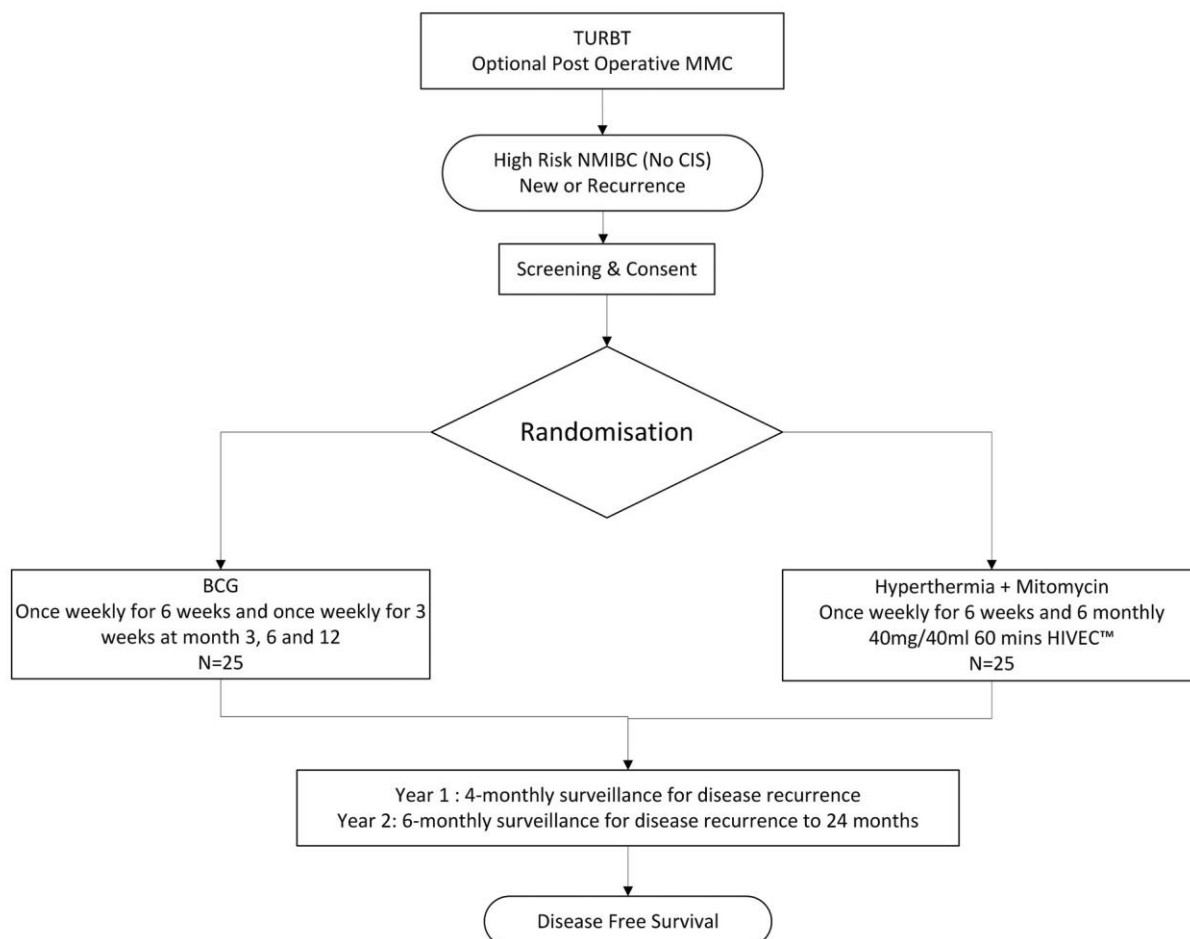 TURBT
Optional Post Operative MMC
High Risk NMIBC (No CIS)
New or Recurrence
Screening & Consent
Randomisation
BCG
Once weekly for 6 weeks and once weekly for 3
weeks at month 3, 6 and 12
N=25
Hyperthermia + Mitomycin
Once weekly for 6 weeks and 6 monthly
40mg/40ml 60 mins HIVEC™
N=25
Year 1 : 4-monthly surveillance for disease recurrence
Year 2: 6-monthly surveillance for disease recurrence to 24 months
Disease Free Survival